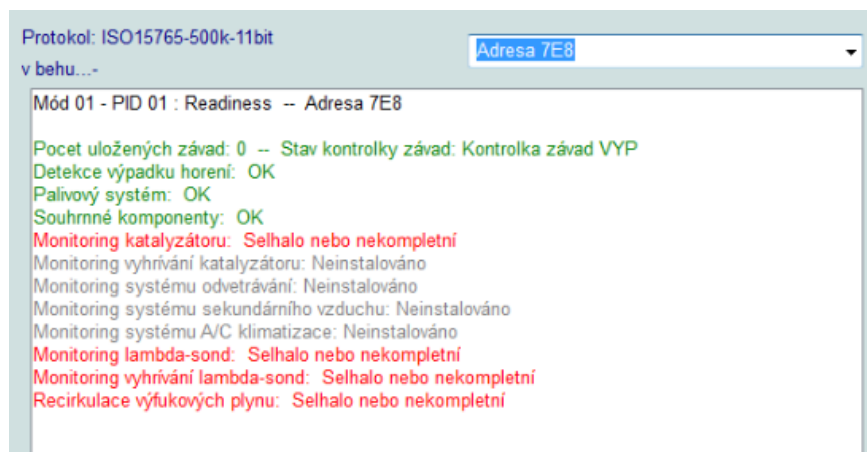 Protokol: ISO15765-500k-11bit
Adresa 7E8
v behu...-
Mód 01 - PID 01 : Readiness -- Adresa 7E8
Pocet uložených závad: 0 -- Stav kontrolky závad: Kontrolka závad VYP
Detekce výpadku horení: OK
Palivový systém: OK
Souhrnné komponenty: OK
Monitoring katalyzátoru: Selhalo nebo nekompletní
Monitoring vyhrívání katalyzátoru: Neinstalováno
Monitoring systému odvetrávání: Neinstalováno
Monitoring systému sekundárního vzduchu: Neinstalováno
Monitoring systému A/C klimatizace: Neinstalováno
Monitoring lambda-sond: Selhalo nebo nekompletní
Monitoring vyhrívání lambda-sond: Selhalo nebo nekompletní
Recirkulace výfukových plynu: Selhalo nebo nekompletní